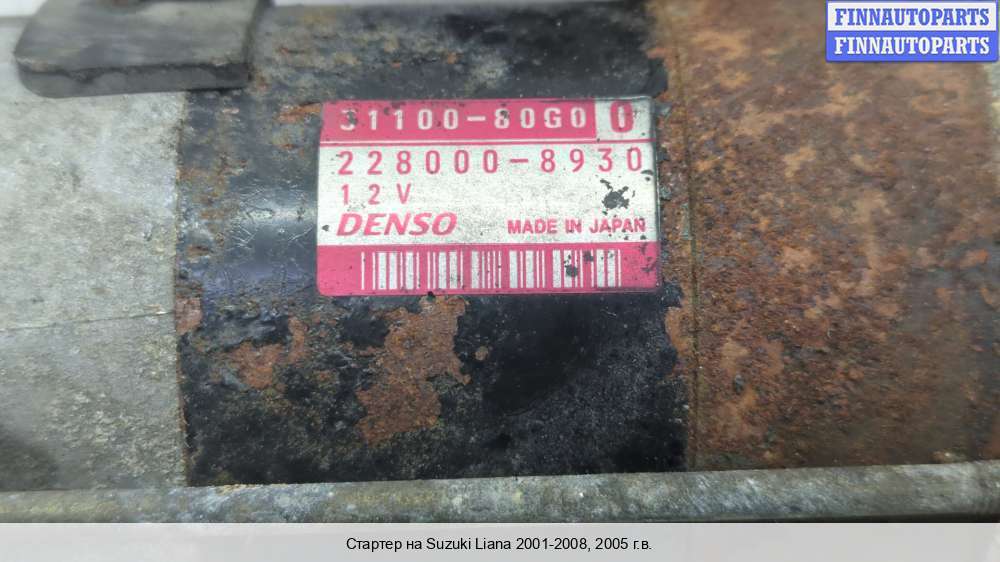 FINNAUTOPARTS
FINNAUTOPARTS
31100-80G0 0
228000-8930
12V
DENSO MADE IN JAPAN
Стартер на Suzuki Liana 2001-2008, 2005 г.в.